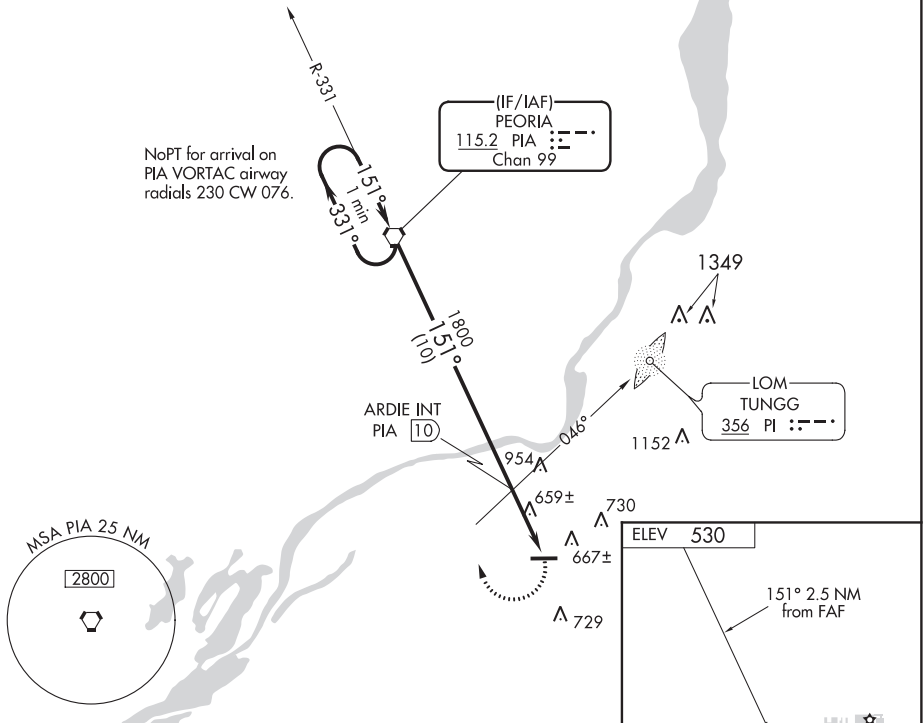 R-331
(IF/IAF)
PEORIA
115.2 PIA
Chan 99
NoPT for arrival on
PIA VORTAC airway
radials 230 CW 076.
151°
1 min
331°
1349
1800
151°
(10)
LOM
TUNGG
356 PI
ARDIE INT
PIA 10
046°
1152
954
659±
730
667±
729
MSA PIA 25 NM
2800
ELEV 530
151° 2.5 NM
from FAF